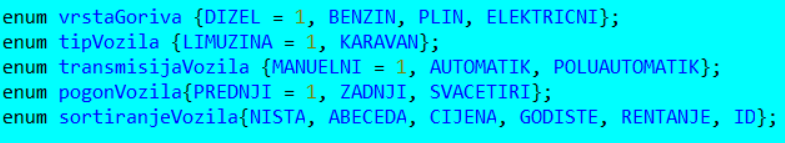 enum vrstaGoriva {DIZEL = 1, BENZIN, PLIN, ELEKTRICNI};
enum tipVozila {LIMUZINA = 1, KARAVAN};
enum transmisijaVozila {MANUELNI = 1, AUTOMATIK, POLUAUTOMATIK};
enum pogonVozila{PREDNJI = 1, ZADNJI, SVACETIRI};
enum sortiranjeVozila{NISTA, ABECEDA, CIJENA, GODISTE, RENTANJE, ID};